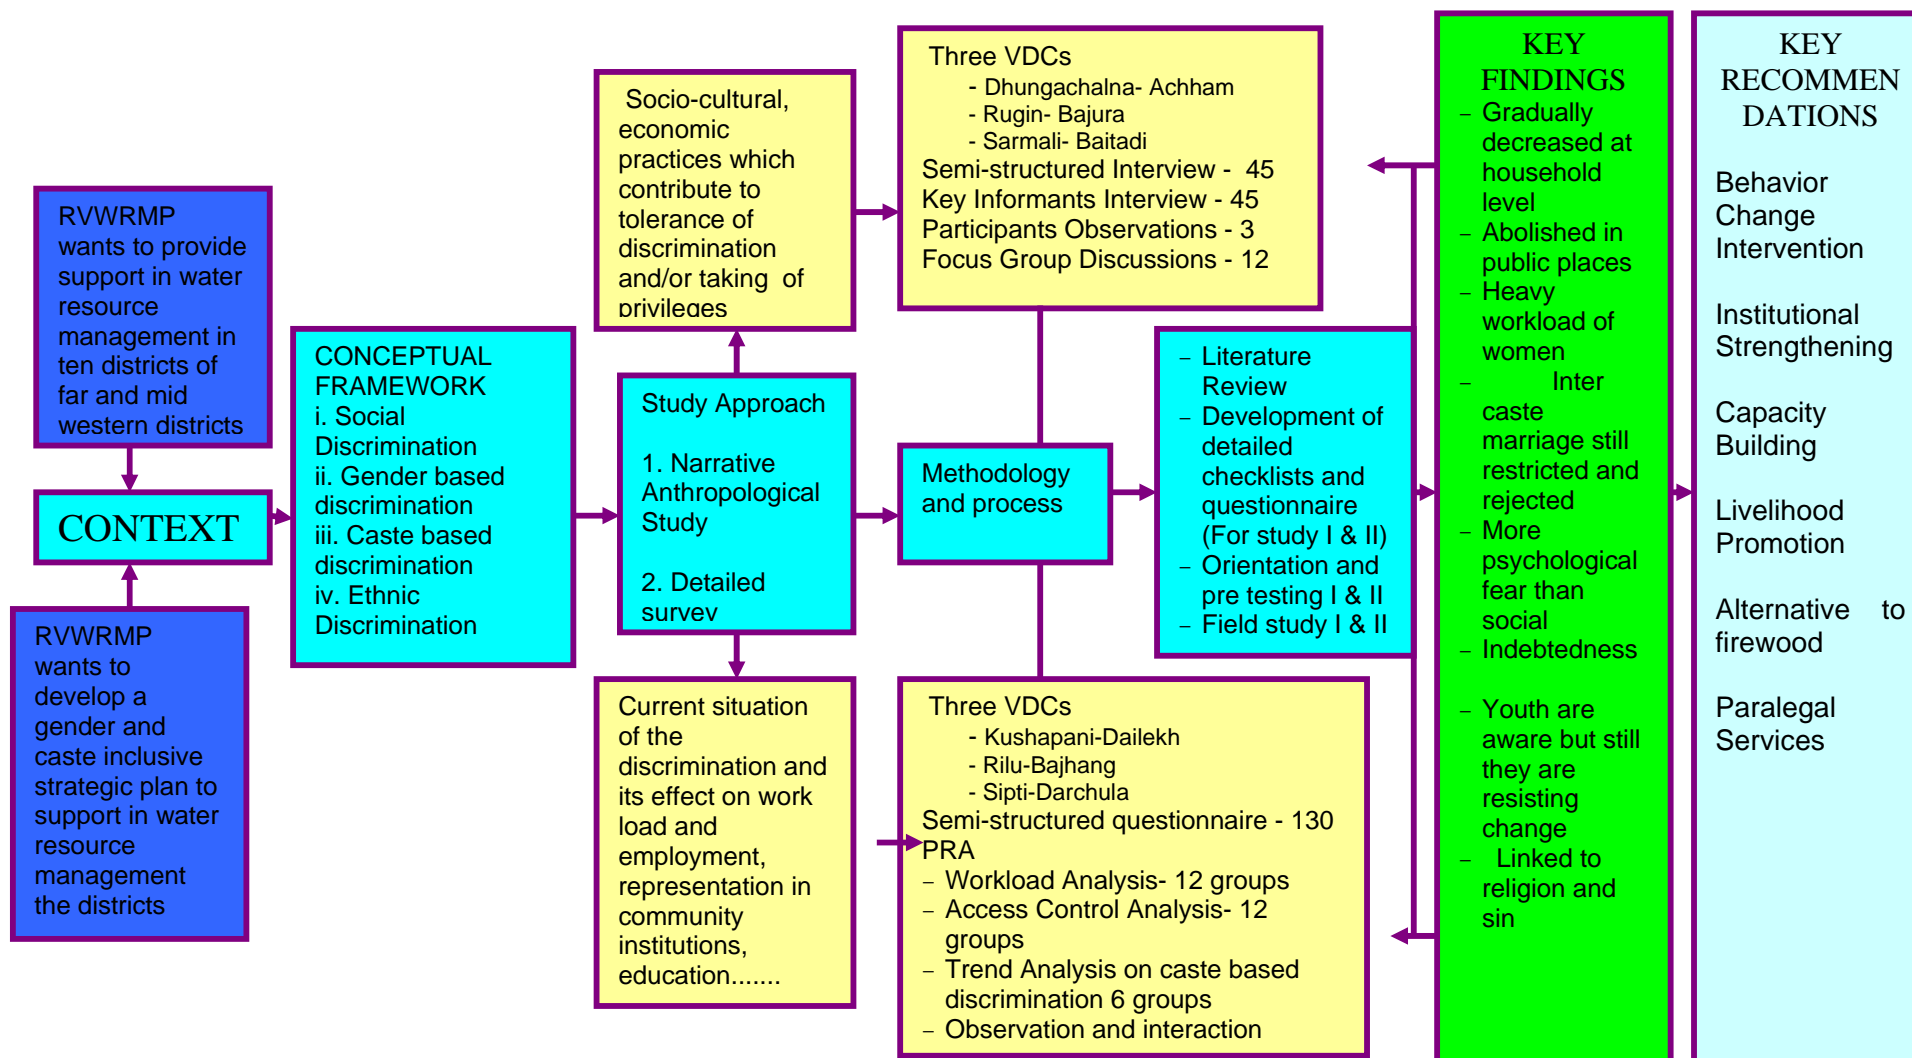 RVWRMP
wants to provide
support in water
resource
management in
ten districts of
far and mid
western districts
CONTEXT
RVWRMP
wants to
develop a
gender and
caste inclusive
strategic plan to
support in water
resource
management
the districts
CONCEPTUAL
FRAMEWORK
i. Social
Discrimination
ii. Gender based
discrimination
iii. Caste based
discrimination
iv. Ethnic
Discrimination
Socio-cultural,
economic
practices which
contribute to
tolerance of
discrimination
and/or taking of
privileges
Study Approach
1. Narrative
Anthropological
Study
2. Detailed
survey
Current situation
of the
discrimination and
its effect on work
load and
employment,
representation in
community
institutions,
education.......
Three VDCs
- Dhungachalna- Achham
- Rugin- Bajura
- Sarmali- Baitadi
Semi-structured Interview - 45
Key Informants Interview - 45
Participants Observations - 3
Focus Group Discussions - 12
Methodology
and process
Three VDCs
- Kushapani-Dailekh
- Rilu-Bajhang
- Sipti-Darchula
Semi-structured questionnaire - 130
PRA
– Workload Analysis- 12 groups
– Access Control Analysis- 12
groups
– Trend Analysis on caste based
discrimination 6 groups
– Observation and interaction
– Literature
Review
– Development of
detailed
checklists and
questionnaire
(For study I & II)
– Orientation and
pre testing I & II
– Field study I & II
KEY
FINDINGS
– Gradually
decreased at
household
level
– Abolished in
public places
– Heavy
workload of
women
– Inter
caste
marriage still
restricted and
rejected
– More
psychological
fear than
social
– Indebtedness
– Youth are
aware but still
they are
resisting
change
– Linked to
religion and
sin
KEY
RECOMMEN
DATIONS
Behavior
Change
Intervention
Institutional
Strengthening
Capacity
Building
Livelihood
Promotion
Alternative to
firewood
Paralegal
Services